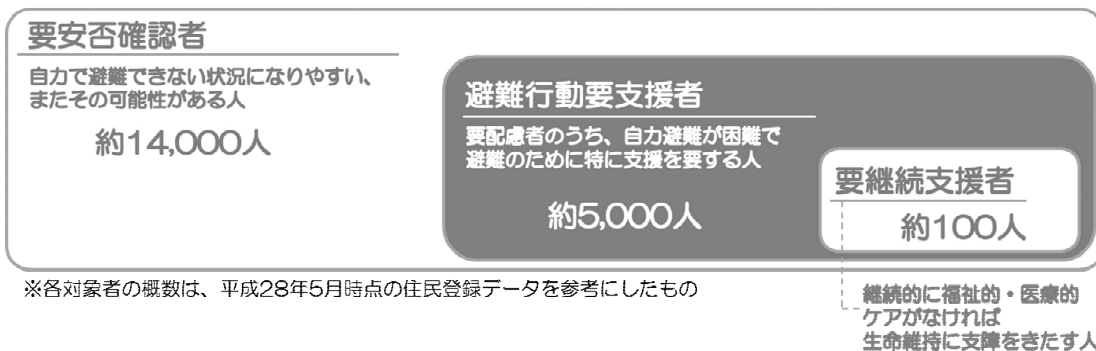 要安否確認者
自力で避難できない状況になりやすい、
またその可能性がある人
約14,000人
避難行動要支援者
要配慮者のうち、自力避難が困難で
避難のために特に支援を要する人
約5,000人
要継続支援者
約100人
※各対象者の概数は、平成28年5月時点の住民登録データを参考にしたもの
継続的に福祉的・医療的
ケアがなければ
生命維持に支障をきたす人